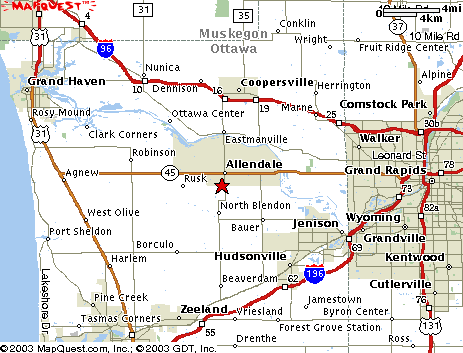 MAPQUEST™
4
4mi
4km
Conklin
37
10 Mile Rd
31
Muskegon
Ottawa
Wright
10 Mile Rd
Fruit Ridge Center
96
Nunica
Alpine
Grand Haven
10
Dennison
16
Coopersville
Herrington
19
Marne
Comstock Park
Rosy Mound
Ottawa Center
25
30b
31
Clark Corners
Eastmanville
Walker
Robinson
Leonard St
Allendale
Grand Rapids
78
Agnew
45
Rusk
73
West Olive
North Blendon
Wyoming
82a
Port Sheldon
Bauer
Jenison
Grandville
Borculo
69
Harlem
Hudsonville
Kentwood
196
Beaverdam
62
Cutlerville
Lakeshore Dr
Pine Creek
Jamestown
76
Zeeland
Vriesland
Byron Center
131
Tasmas Corners
55
Forest Grove Station
Drenthe
Ross
©2003 MapQuest.com, Inc.; ©2003 GDT, Inc.